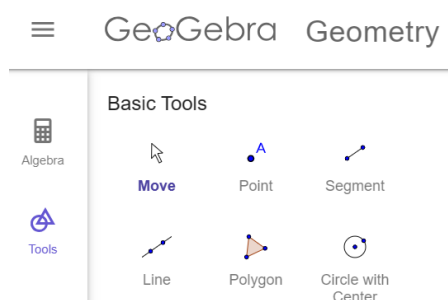 GeoGebra Geometry
Basic Tools
Algebra
A
Move
Point
Segment
Tools
Line
Polygon
Circle with
Center